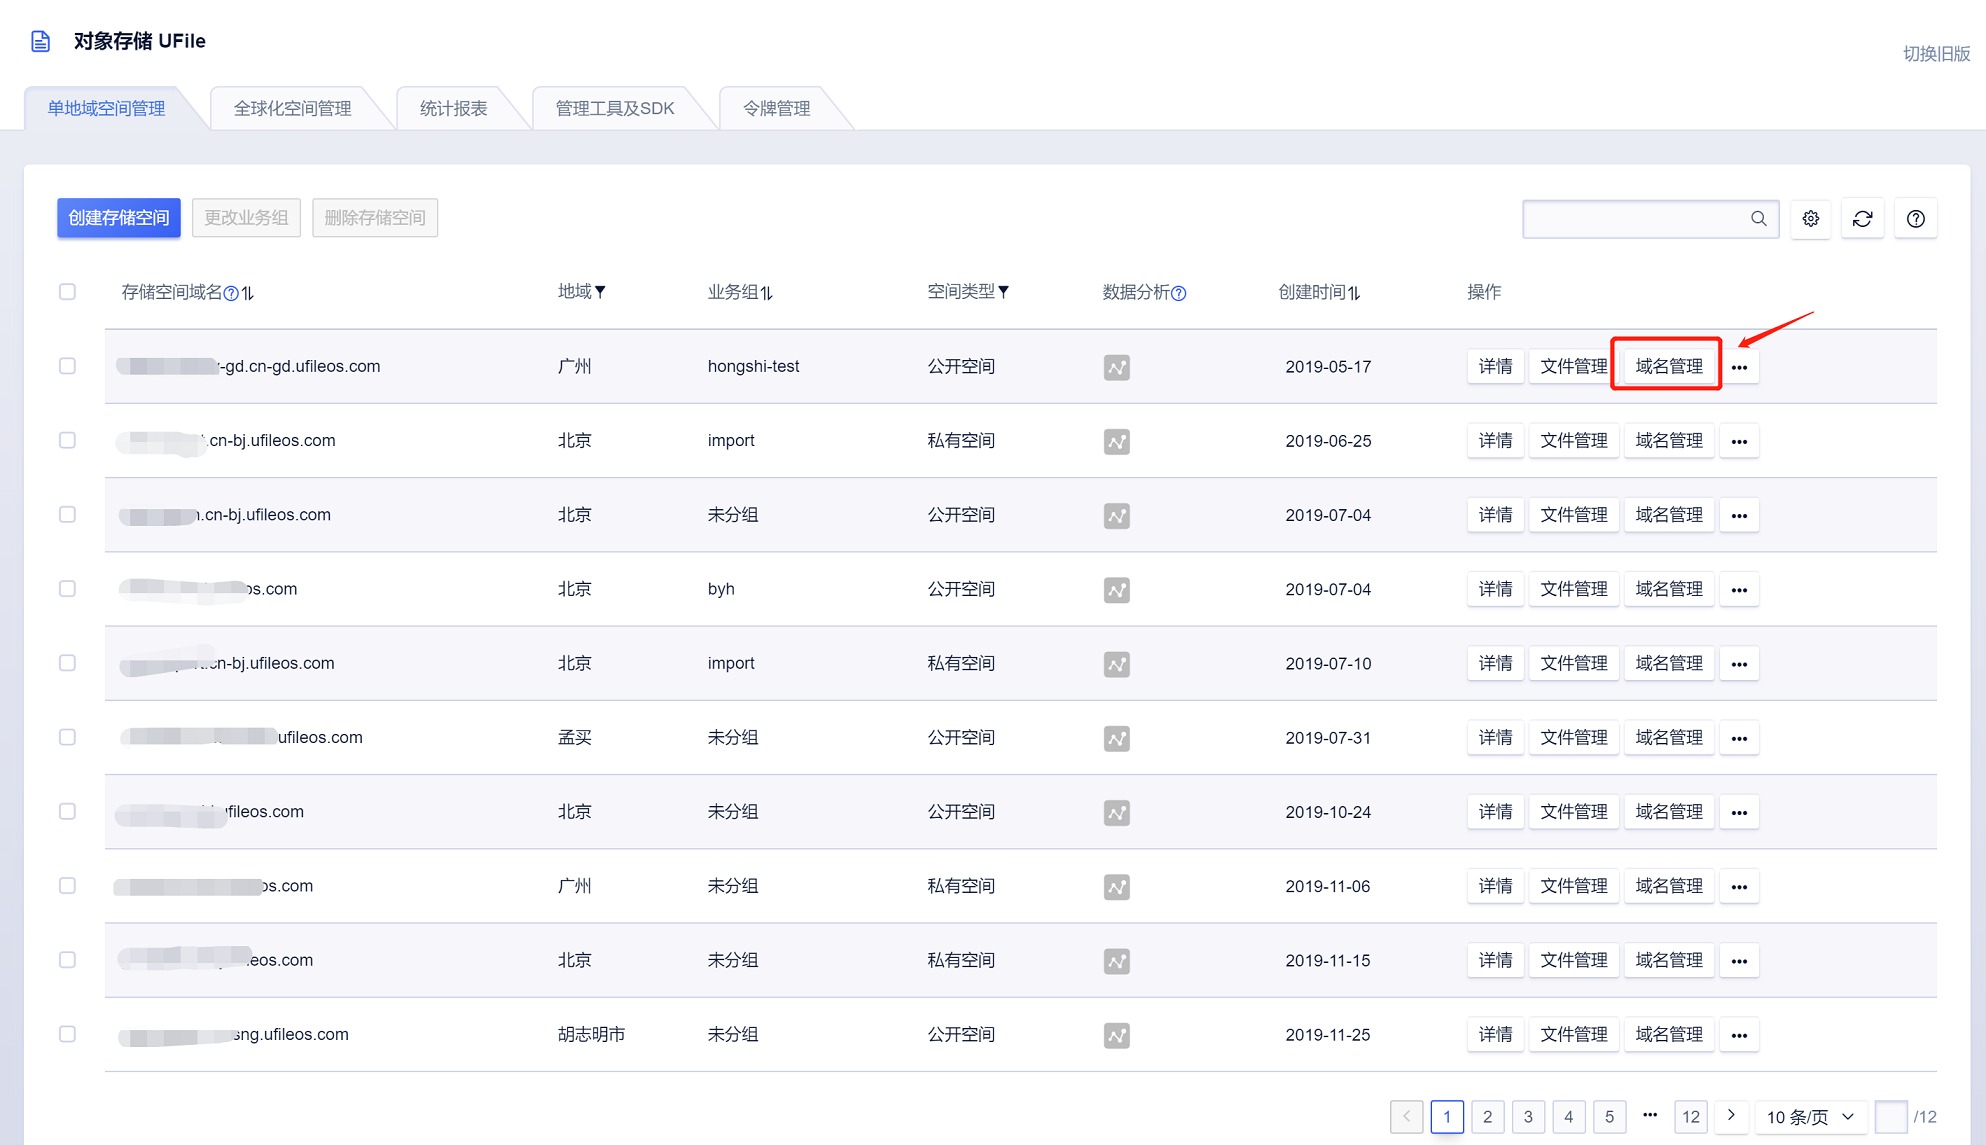 对象存储 UFile
切换旧版
单地域空间管理 全球化空间管理 统计报表 管理工具及SDK 令牌管理
创建存储空间 更改业务组 删除存储空间
存储空间域名 地域 业务组 空间类型 数据分析 创建时间 操作
-gd.cn-gd.ufileos.com 广州 hongshi-test 公开空间 2019-05-17 详情 文件管理 域名管理 •••
.cn-bj.ufileos.com 北京 import 私有空间 2019-06-25 详情 文件管理 域名管理 •••
.cn-bj.ufileos.com 北京 未分组 公开空间 2019-07-04 详情 文件管理 域名管理 •••
os.com 北京 byh 公开空间 2019-07-04 详情 文件管理 域名管理 •••
cn-bj.ufileos.com 北京 import 私有空间 2019-07-10 详情 文件管理 域名管理 •••
ufileos.com 孟买 未分组 公开空间 2019-07-31 详情 文件管理 域名管理 •••
fileos.com 北京 未分组 公开空间 2019-10-24 详情 文件管理 域名管理 •••
os.com 广州 未分组 私有空间 2019-11-06 详情 文件管理 域名管理 •••
eos.com 北京 未分组 私有空间 2019-11-15 详情 文件管理 域名管理 •••
sng.ufileos.com 胡志明市 未分组 公开空间 2019-11-25 详情 文件管理 域名管理 •••
1 2 3 4 5 ••• 12 10 条/页 /12